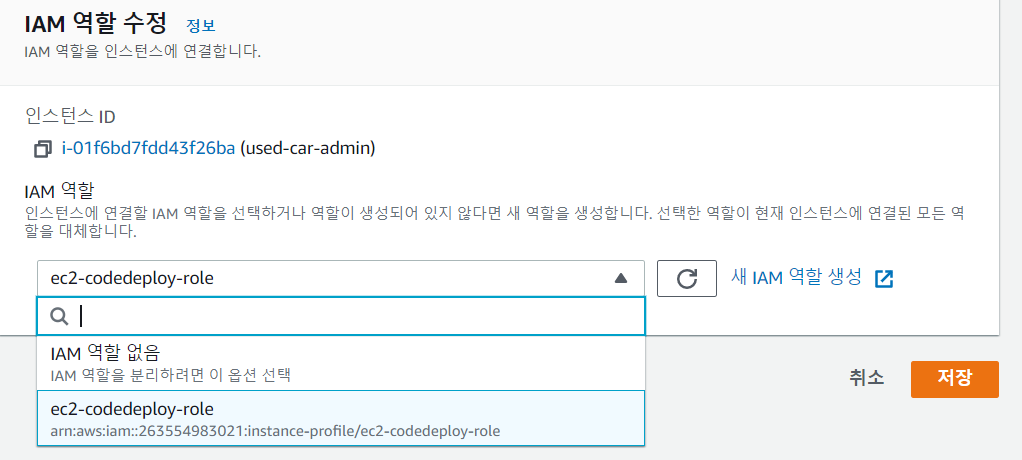 IAM 역할 수정 정보
IAM 역할을 인스턴스에 연결합니다.
인스턴스 ID
i-01f6bd7fdd43f26ba (used-car-admin)
IAM 역할
인스턴스에 연결할 IAM 역할을 선택하거나 역할이 생성되어 있지 않다면 새 역할을 생성합니다. 선택한 역할이 현재 인스턴스에 연결된 모든 역
할을 대체합니다.
ec2-codedeploy-role 새 IAM 역할 생성
IAM 역할 없음
IAM 역할을 분리하려면 이 옵션 선택
ec2-codedeploy-role
arn:aws:iam::263554983021:instance-profile/ec2-codedeploy-role
취소 저장